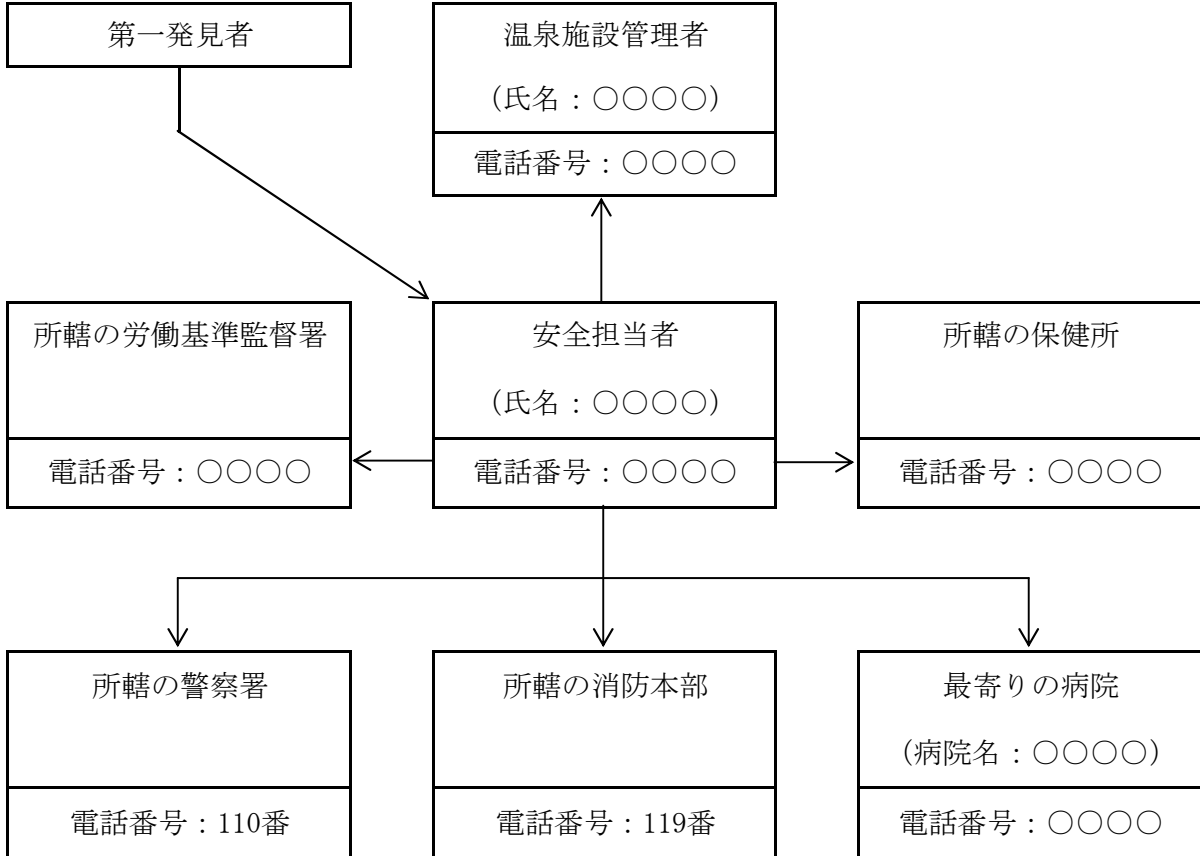 第一発見者
温泉施設管理者
(氏名：○○○○)
電話番号：○○○○
所轄の労働基準監督署
電話番号：○○○○
安全担当者
(氏名：○○○○)
電話番号：○○○○
所轄の保健所
電話番号：○○○○
所轄の警察署
電話番号：110番
所轄の消防本部
電話番号：119番
最寄りの病院
(病院名：○○○○)
電話番号：○○○○